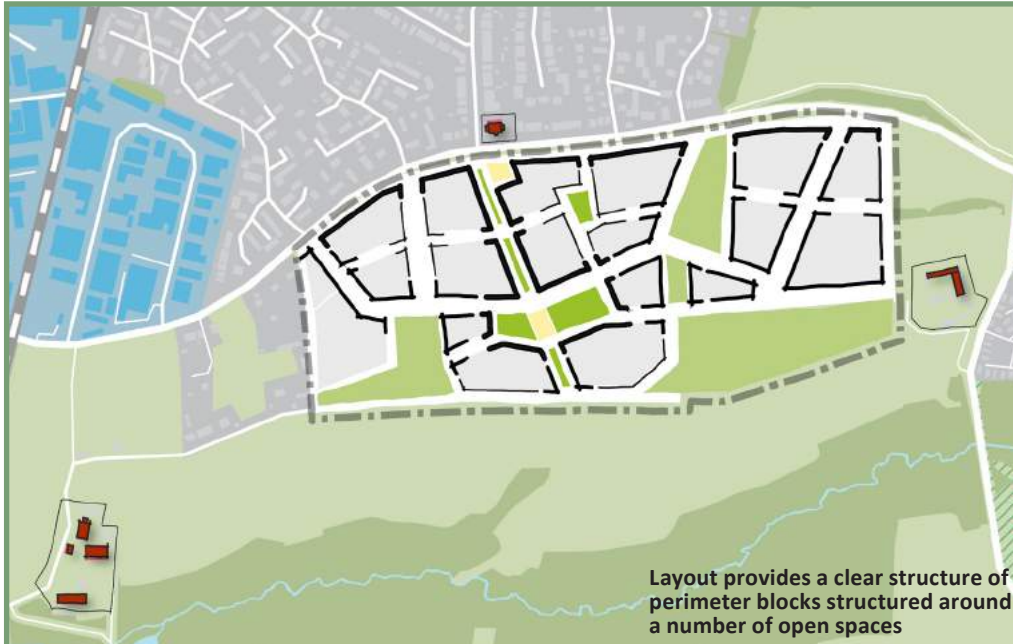 Layout provides a clear structure of
perimeter blocks structured around
a number of open spaces